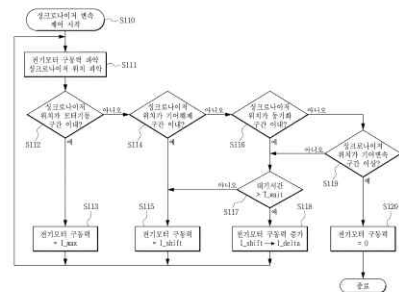 싱크로나이저 변속
제어 시작
S110
전기모터 구동력 파악
싱크로나이저 위치 파악
S111
싱크로나이저
위치가 모터기동
구간 이내?
S112
아니오
예
싱크로나이저
위치가 기어해제
구간 이내?
S114
아니오
예
싱크로나이저
위치가 동기화
구간 이내?
S116
아니오
예
싱크로나이저
위치가 기어변속
구간 이상?
S119
아니오
예
대기시간
> T_wait
S117
아니오
예
전기모터 구동력
= I_max
S113
전기모터 구동력
= I_shift
S115
전기모터 구동력 증가
I_shift → I_delta
S118
전기모터 구동력
= 0
S120
종료